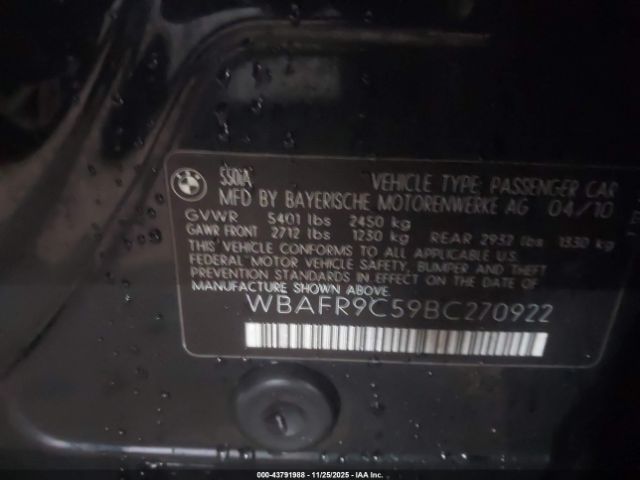 BMW
550iA
VEHICLE TYPE: PASSENGER CAR
MFD BY BAYERISCHE MOTORENWERKE AG 04/10
GVWR 5401 lbs 2450 kg
GAWR FRONT 2712 lbs 1230 kg REAR 2937 lbs 1330 kg
THIS VEHICLE CONFORMS TO ALL APPLICABLE U.S.
FEDERAL MOTOR VEHICLE SAFETY, BUMPER AND THEFT
PREVENTION STANDARDS IN EFFECT ON THE DATE OF
MANUFACTURE SHOWN ABOVE.
WBAFR9C59BC270922
000-43791988 - 11/25/2025 - IAA Inc.